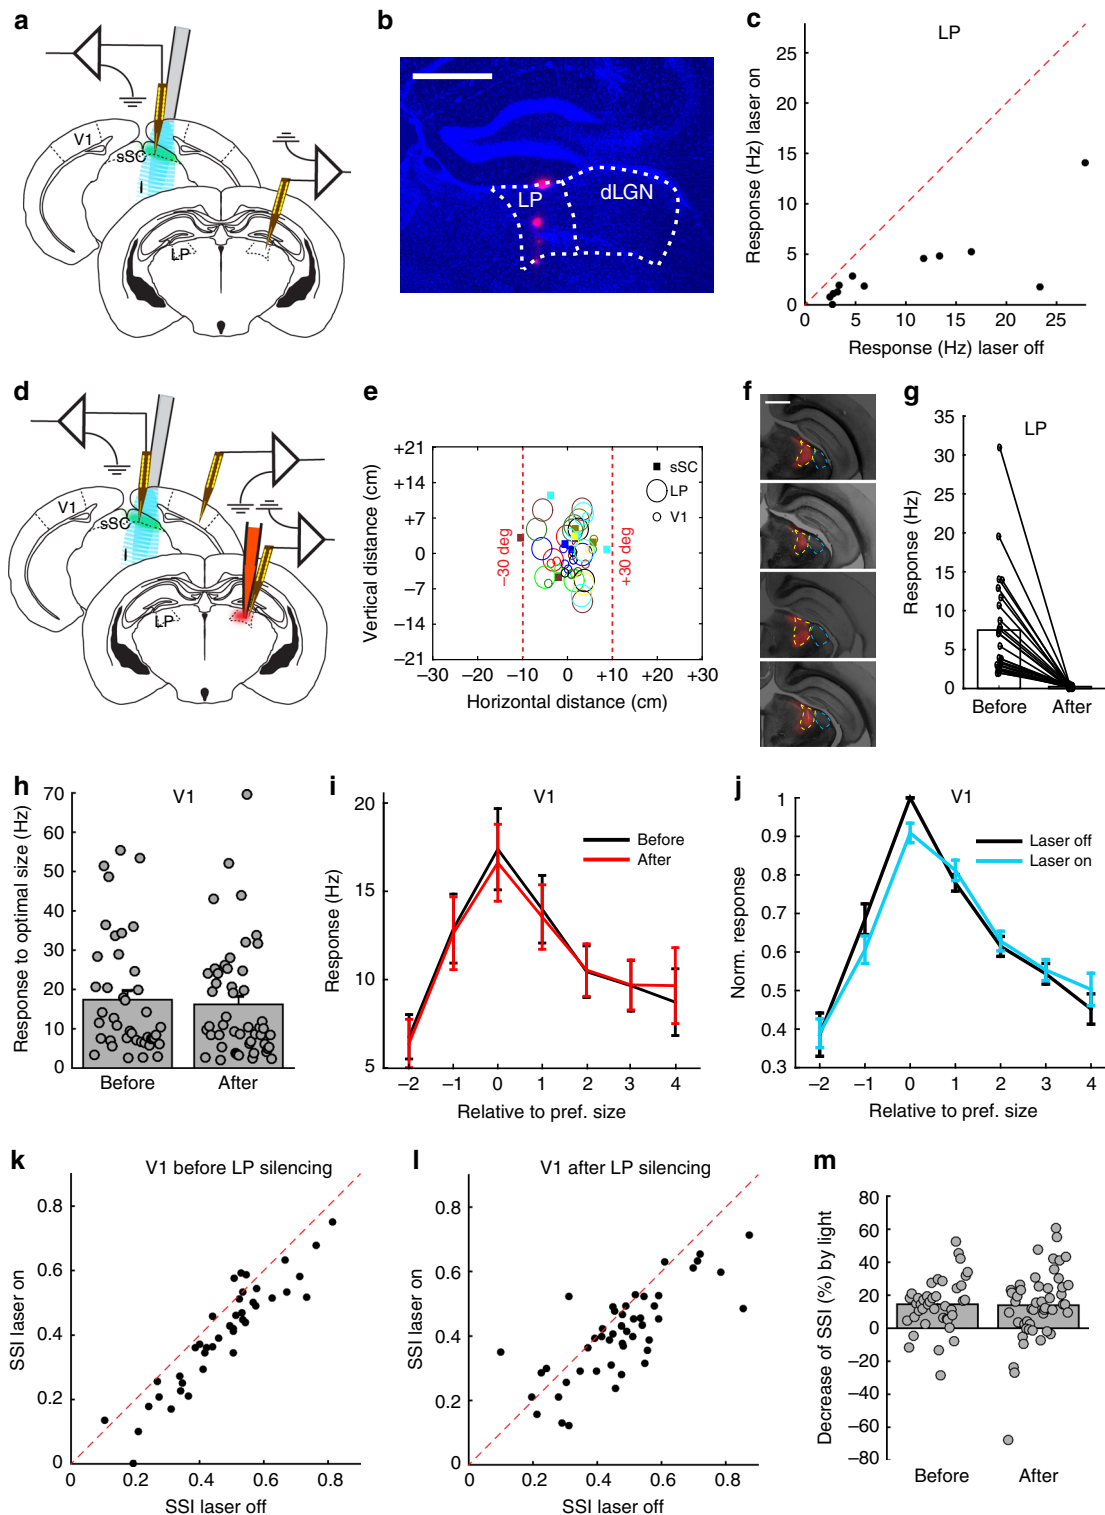 a
V1
sSC
LP
b
LP
dLGN
c
LP
Response (Hz) laser on
25
20
15
10
5
0
0 5 10 15 20 25
Response (Hz) laser off
d
V1
sSC
LP
e
Vertical distance (cm)
+21
+14
+7
0
−7
−14
−21
−30 deg
+30 deg
sSC
LP
V1
−30 −20 −10 0 +10 +20 +30
Horizontal distance (cm)
f
g
LP
Response (Hz)
35
30
25
20
15
10
5
0
Before After
h
V1
Response to optimal size (Hz)
70
60
50
40
30
20
10
0
Before After
i
V1
Response (Hz)
20
15
10
5
Before
After
−2 −1 0 1 2 3 4
Relative to pref. size
j
V1
Norm. response
1
0.9
0.8
0.7
0.6
0.5
0.4
0.3
Laser off
Laser on
−2 −1 0 1 2 3 4
Relative to pref. size
k
V1 before LP silencing
SSI laser on
0.8
0.6
0.4
0.2
0
0 0.2 0.4 0.6 0.8
SSI laser off
l
V1 after LP silencing
SSI laser on
0.8
0.6
0.4
0.2
0
0 0.2 0.4 0.6 0.8
SSI laser off
m
Decrease of SSI (%) by light
80
60
40
20
0
−20
−40
−60
−80
Before After